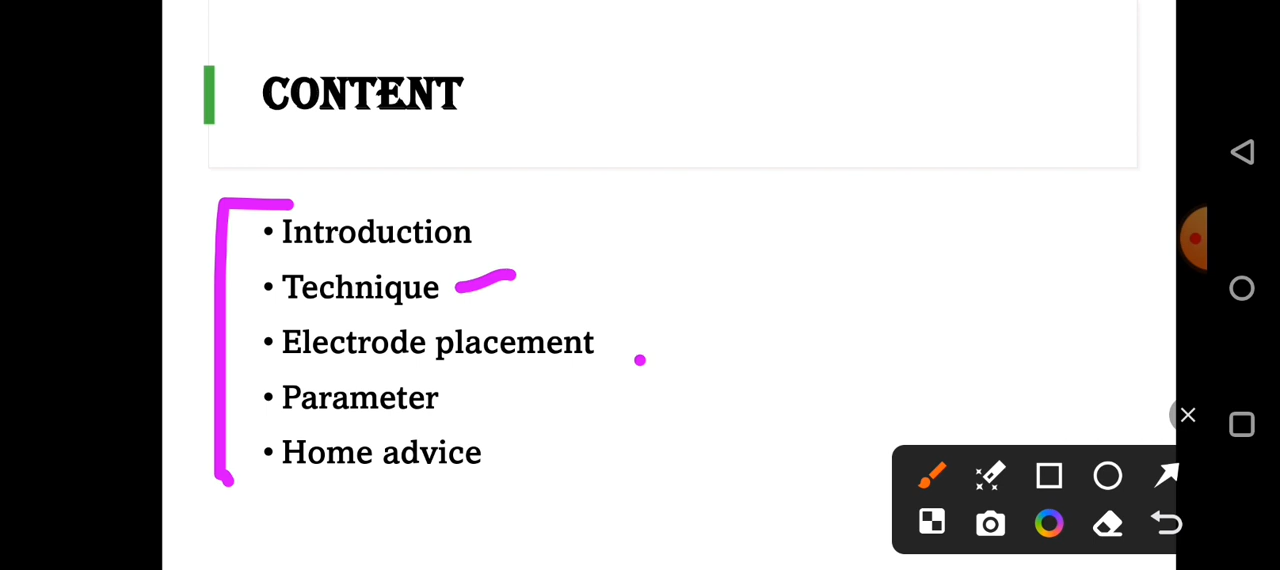 CONTENT
• Introduction
• Technique
• Electrode placement
• Parameter
• Home advice